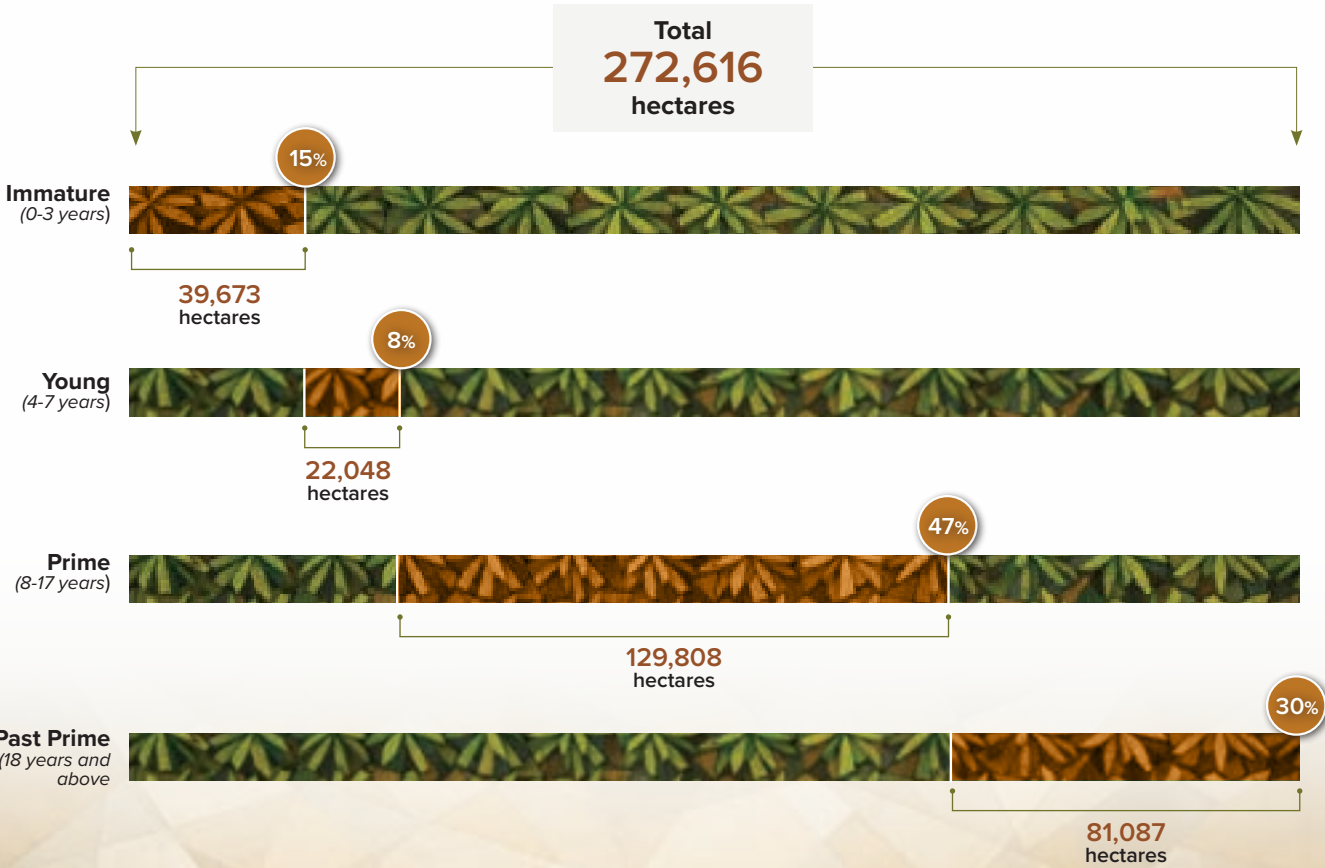 Total
272,616
hectares
15%
Immature
(0-3 years)
39,673
hectares
8%
Young
(4-7 years)
22,048
hectares
47%
Prime
(8-17 years)
129,808
hectares
30%
Past Prime
(18 years and
above
81,087
hectares